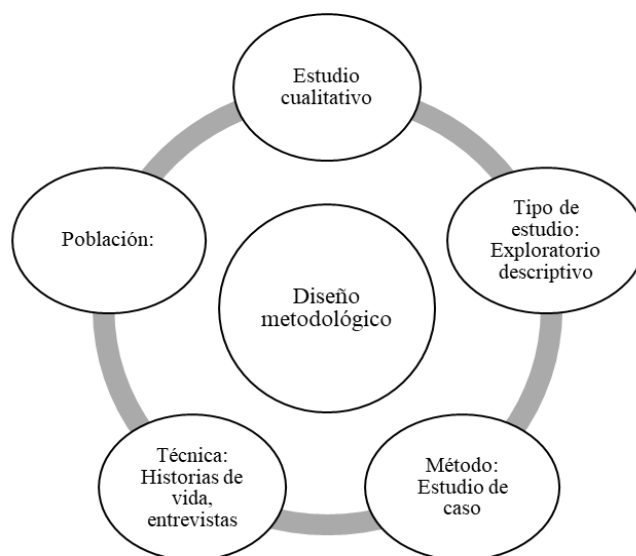 Estudio
cualitativo
Tipo de
estudio:
Exploratorio
descriptivo
Método:
Estudio de
caso
Técnica:
Historias de
vida,
entrevistas
Población:
Diseño
metodológico